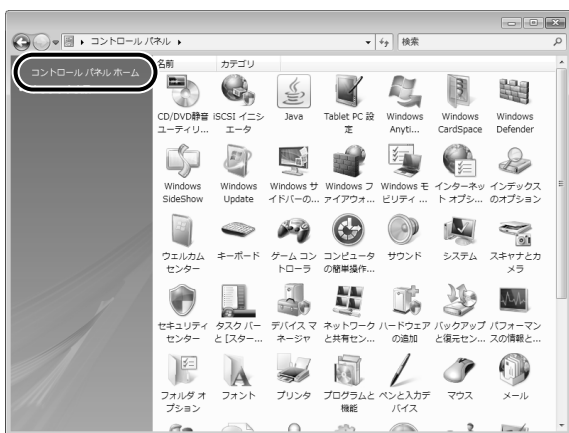 コントロール パネル
検索
コントロール パネル ホーム
名前 カテゴリ
CD/DVD静音ユーティリ...
iSCSI イニシエータ
Java
Tablet PC 設定
Windows Anyti...
Windows CardSpace
Windows Defender
Windows SideShow
Windows Update
Windows サイドバーの...
Windows ファイアウォ...
Windows モビリティ ...
インターネット オプシ...
インデックスのオプション
ウェルカム センター
キーボード
ゲーム コントローラ
コンピュータの簡単操作...
サウンド
システム
スキャナとカメラ
セキュリティ センター
タスク バーと [スター...
デバイス マネージャ
ネットワークと共有セン...
ハードウェアの追加
バックアップと復元セン...
パフォーマンスの情報と...
フォルダ オプション
フォント
プリンタ
プログラムと機能
ペンと入力デバイス
マウス
メール